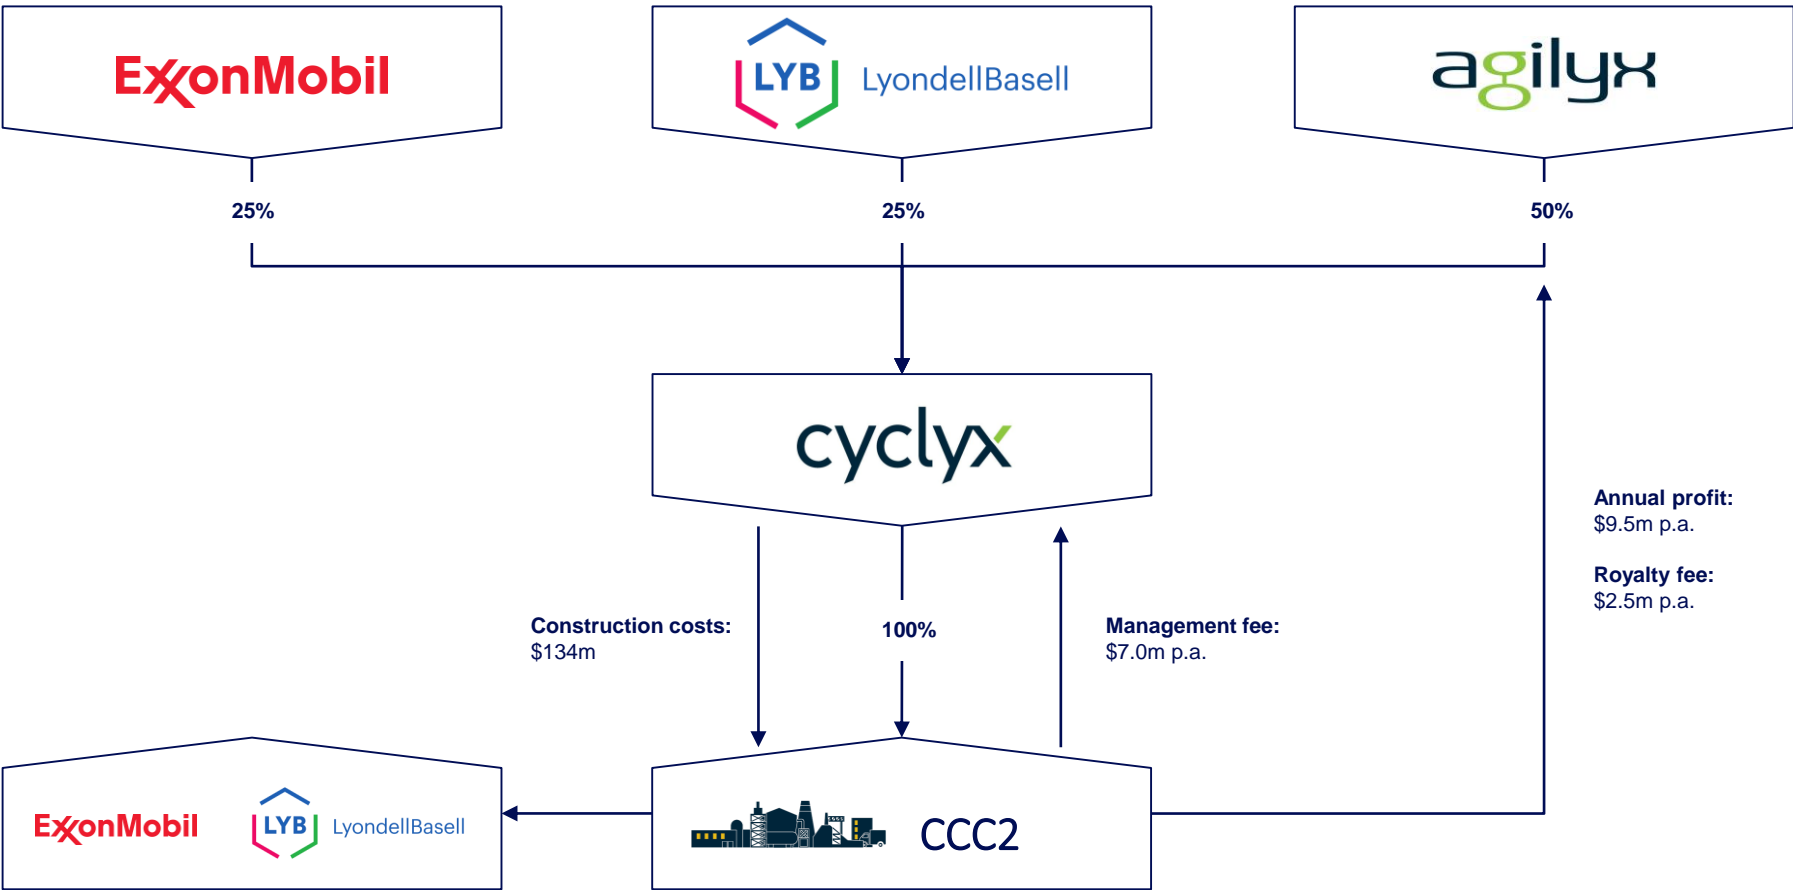 ExxonMobil
LYB LyondellBasell
agilyx
25%
25%
50%
cyclyx
Annual profit:
$9.5m p.a.
Royalty fee:
$2.5m p.a.
Construction costs:
$134m
100%
Management fee:
$7.0m p.a.
ExxonMobil
LYB LyondellBasell
CCC2